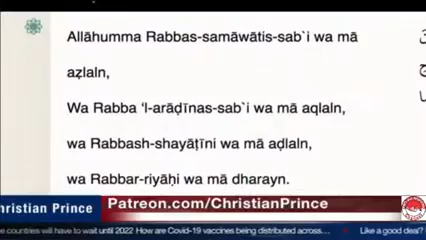 Allāhumma Rabbas-samāwātis-sab`i wa mā
aẓlaln,
Wa Rabba 'l-arāḍīnas-sab`i wa mā aqlaln,
wa Rabbash-shayāṭīni wa mā aḍlaln,
wa Rabbar-riyāḥi wa mā dharayn.
hristian Prince
Patreon.com/ChristianPrince
e countries will have to wait until 2022 How are Covid-19 vaccines being distributed across...
Like a good deal?